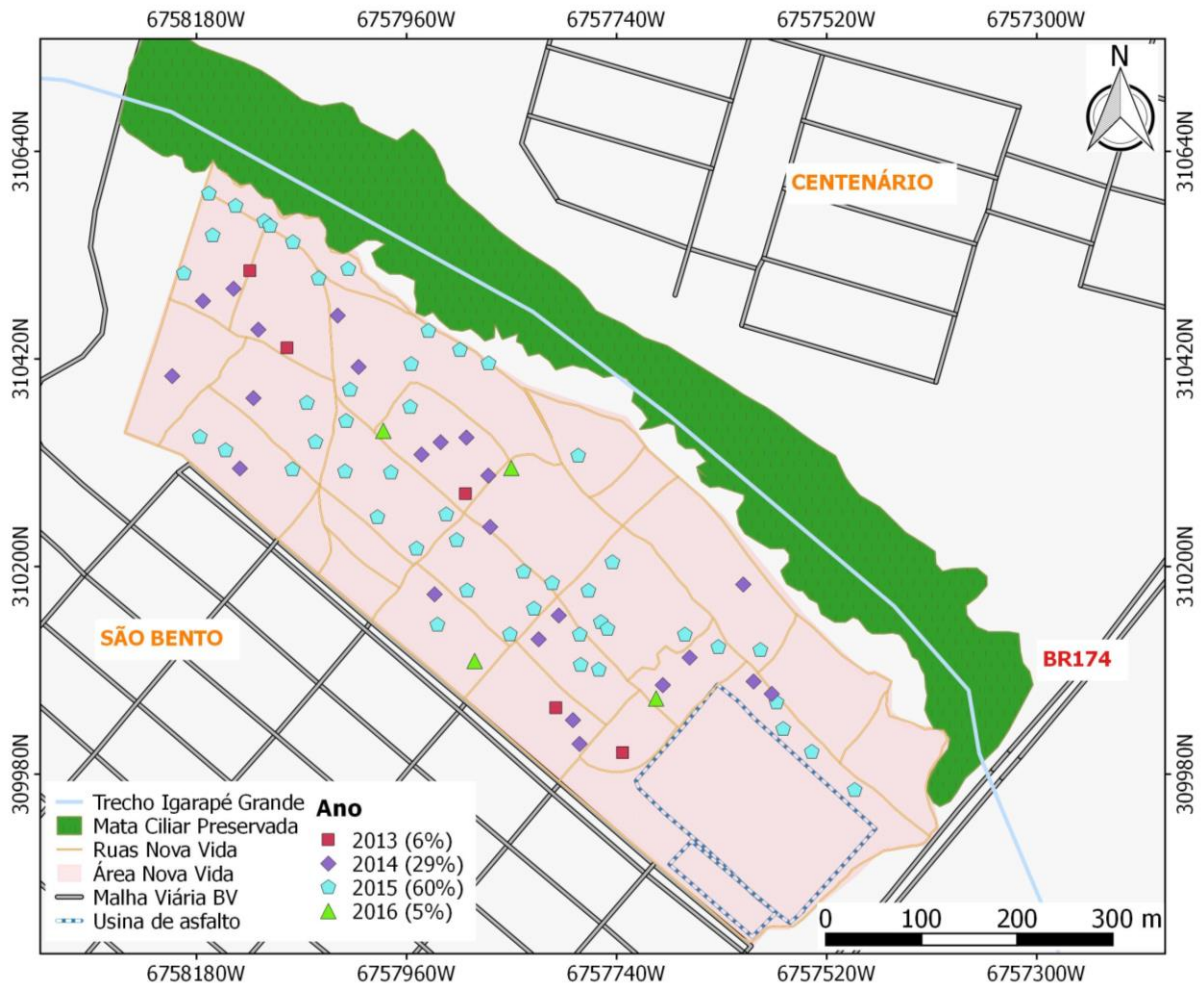 6758180W 6757960W 6757740W 6757520W 6757300W
N
310640N 310640N
CENTENÁRIO
310420N 310420N
310200N 310200N
SÃO BENTO
BR174
309980N 309980N
Trecho Igarapé Grande
Mata Ciliar Preservada
Ruas Nova Vida
Área Nova Vida
Malha Viária BV
Usina de asfalto
Ano
2013 (6%)
2014 (29%)
2015 (60%)
2016 (5%)
0 100 200 300 m
6758180W 6757960W 6757740W 6757520W 6757300W